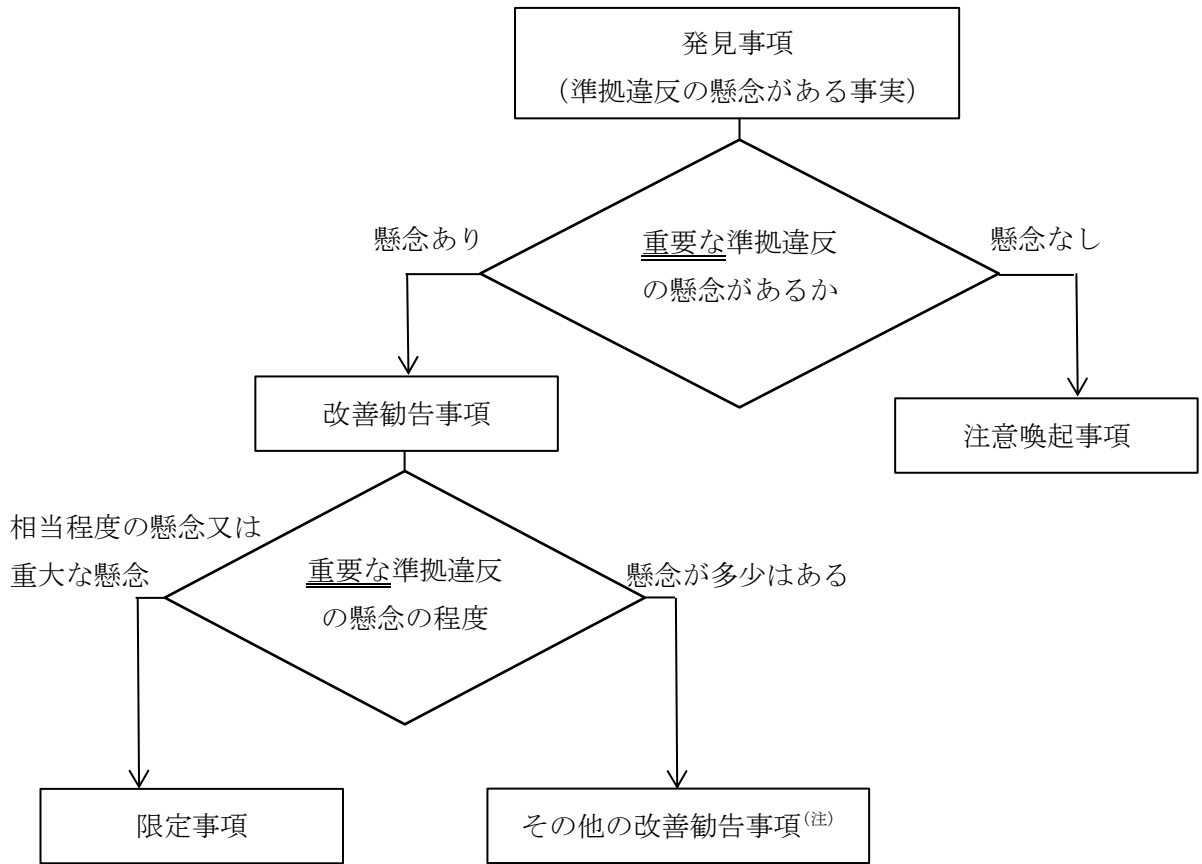 発見事項
（準拠違反の懸念がある事実）
懸念あり
重要な準拠違反
の懸念があるか
懸念なし
改善勧告事項
注意喚起事項
相当程度の懸念又は
重大な懸念
重要な準拠違反
の懸念の程度
懸念が多少はある
限定事項
その他の改善勧告事項(注)